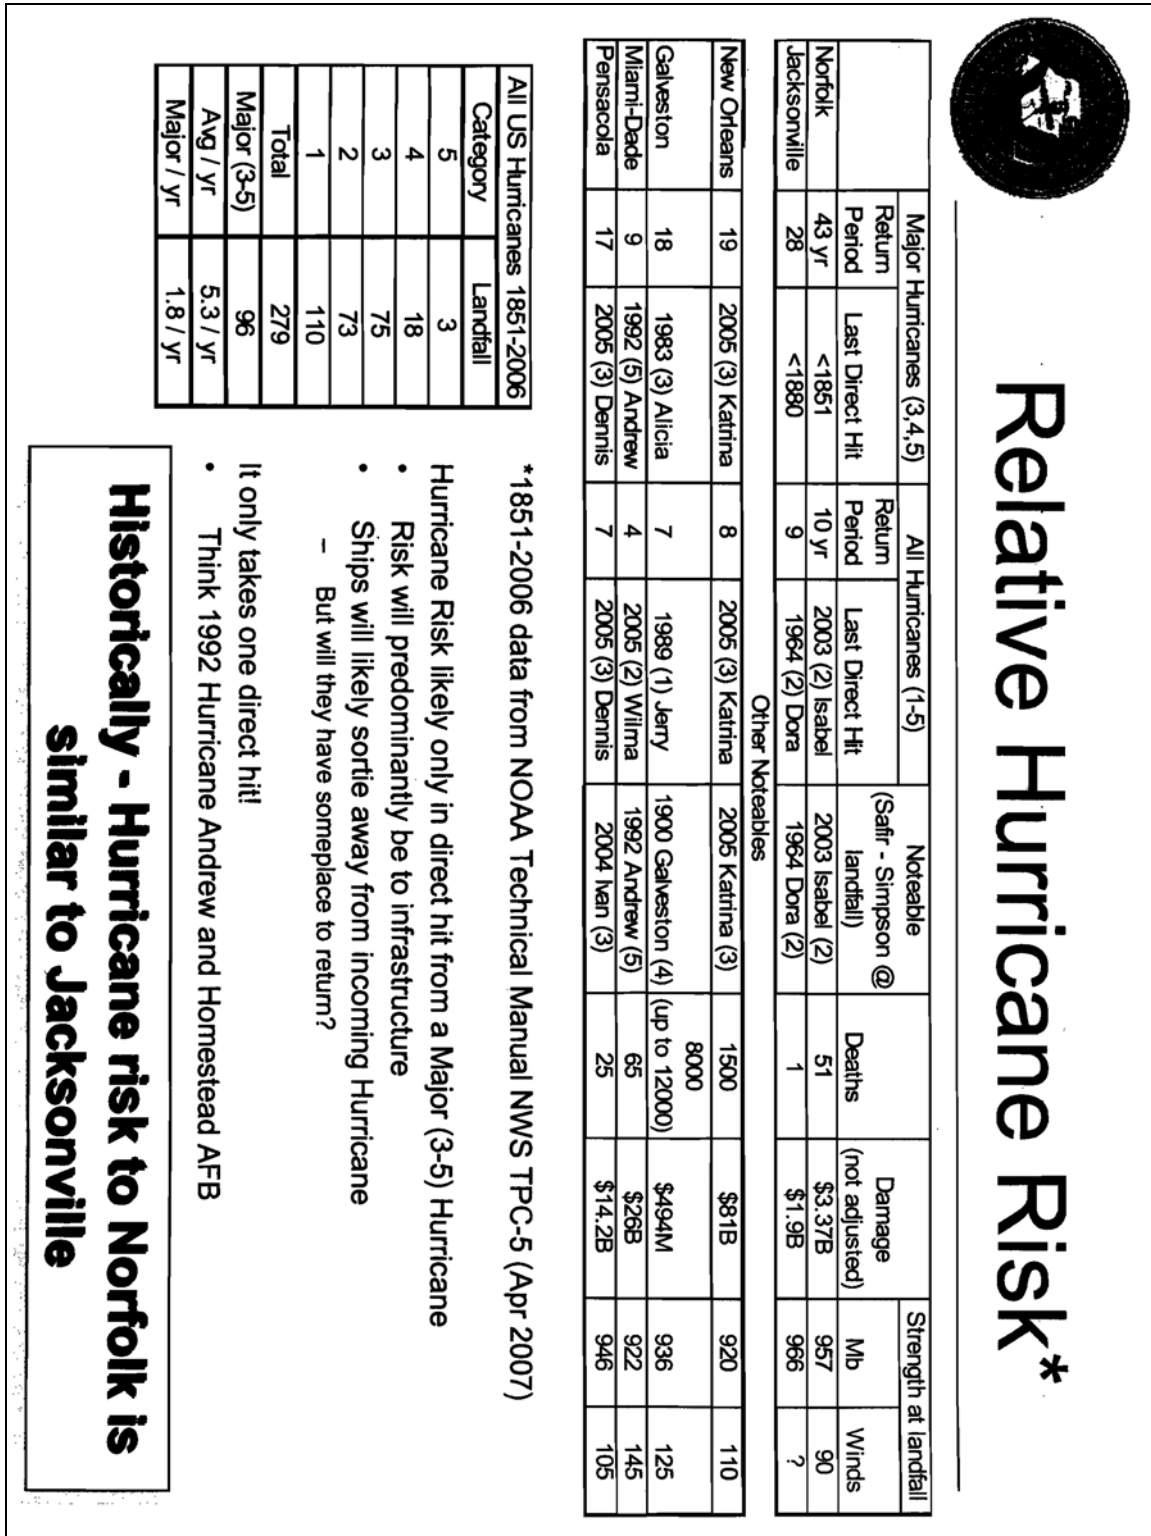 Relative Hurricane Risk*
Major Hurricanes (3,4,5) All Hurricanes (1-5) Noteable (Safir - Simpson @ landfall) Deaths Damage (not adjusted) Strength at landfall
Return Period Last Direct Hit Return Period Last Direct Hit Mb Winds
Norfolk 43 yr <1851 10 yr 2003 (2) Isabel 2003 Isabel (2) 51 $3.37B 957 90
Jacksonville 28 <1880 9 1964 (2) Dora 1964 Dora (2) 1 $1.9B 966 ?
Other Noteables
New Orleans 19 2005 (3) Katrina 8 2005 (3) Katrina 2005 Katrina (3) 1500 $81B 920 110
Galveston 18 1983 (3) Alicia 7 1989 (1) Jerry 1900 Galveston (4) 8000 (up to 12000) $494M 936 125
Miami-Dade 9 1992 (5) Andrew 4 2005 (2) Wilma 1992 Andrew (5) 65 $26B 922 145
Pensacola 17 2005 (3) Dennis 7 2005 (3) Dennis 2004 Ivan (3) 25 $14.2B 946 105
All US Hurricanes 1851-2006
Category Landfall
5 3
4 18
3 75
2 73
1 110
Total 279
Major (3-5) 96
Avg / yr 5.3 / yr
Major / yr 1.8 / yr
*1851-2006 data from NOAA Technical Manual NWS TPC-5 (Apr 2007)
Hurricane Risk likely only in direct hit from a Major (3-5) Hurricane
• Risk will predominantly be to infrastructure
• Ships will likely sortie away from incoming Hurricane
– But will they have someplace to return?
It only takes one direct hit!
• Think 1992 Hurricane Andrew and Homestead AFB
Historically - Hurricane risk to Norfolk is
similar to Jacksonville